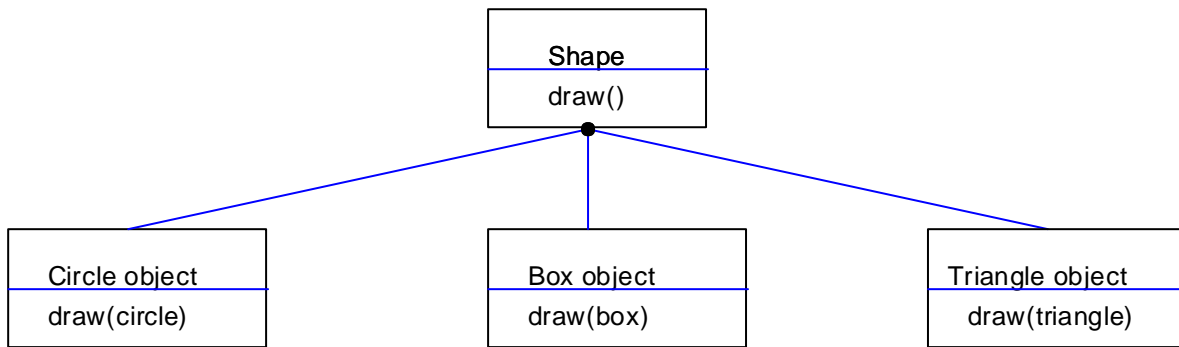 Shape
draw()
Circle object
draw(circle)
Box object
draw(box)
Triangle object
draw(triangle)